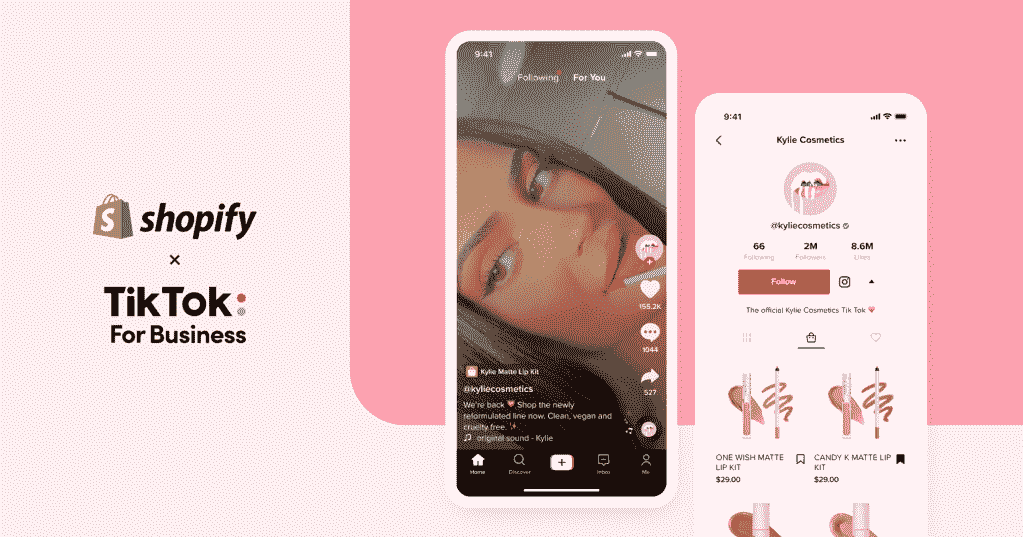 shopify
×
TikTok:
For Business
9:41
Following
For You
155.2K
1044
527
Kylie Matte Lip Kit
@kyliecosmetics
We're back 💗 Shop the newly
reformulated line now. Clean, vegan and
cruelty free. ✨
original sound - Kylie
Home
Discover
Inbox
Me
9:41
Kylie Cosmetics
@kyliecosmetics
66
2M
8.6M
Following
Followers
Likes
Follow
The official Kylie Cosmetics Tik Tok 💗
ONE WISH MATTE
LIP KIT
$29.00
CANDY K MATTE LIP
KIT
$29.00